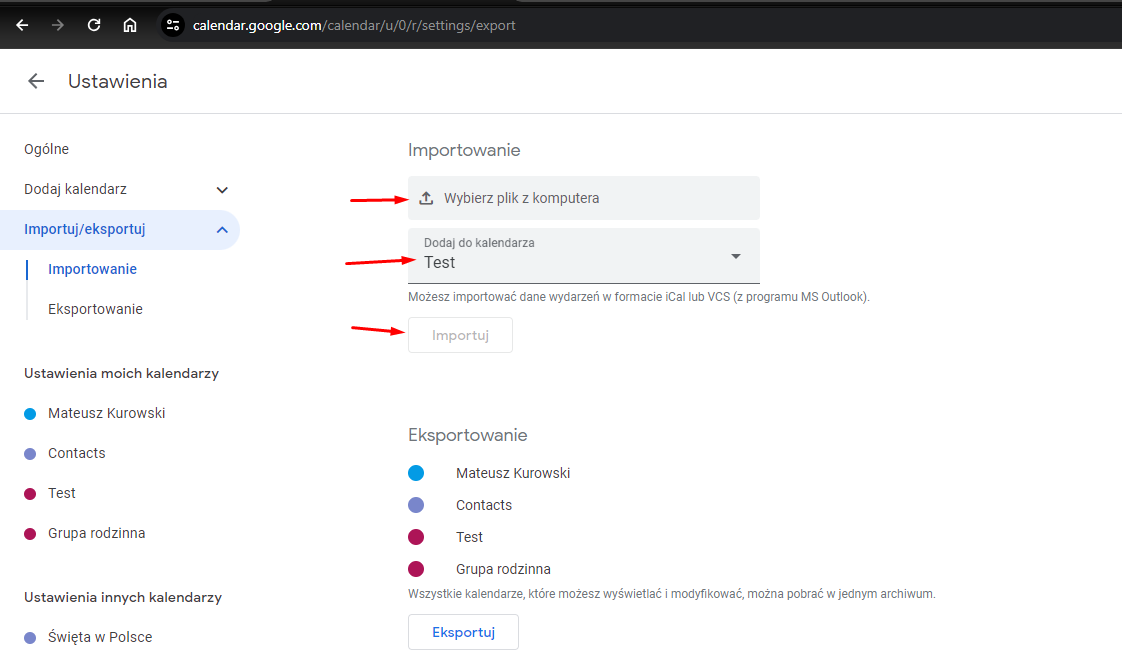 calendar.google.com/calendar/u/0/r/settings/export
Ustawienia
Ogólne
Dodaj kalendarz
Importuj/eksportuj
Importowanie
Eksportowanie
Ustawienia moich kalendarzy
Mateusz Kurowski
Contacts
Test
Grupa rodzinna
Ustawienia innych kalendarzy
Święta w Polsce
Importowanie
Wybierz plik z komputera
Dodaj do kalendarza
Test
Możesz importować dane wydarzeń w formacie iCal lub VCS (z programu MS Outlook).
Importuj
Eksportowanie
Mateusz Kurowski
Contacts
Test
Grupa rodzinna
Wszystkie kalendarze, które możesz wyświetlać i modyfikować, można pobrać w jednym archiwum.
Eksportuj